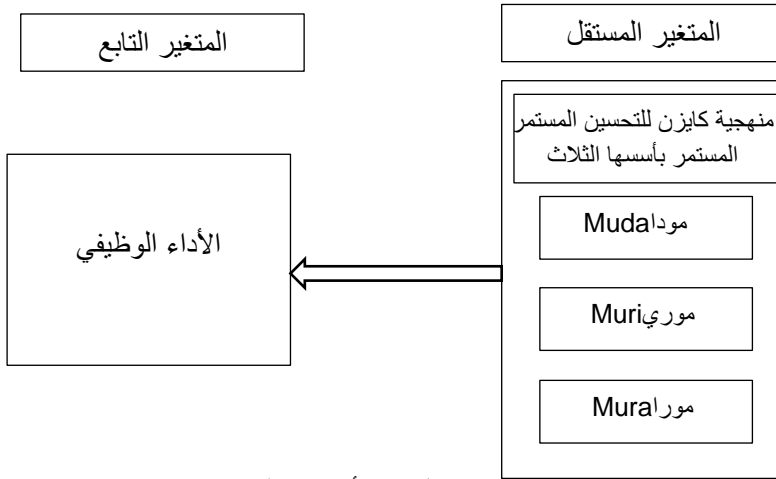 المتغير المستقل
المتغير التابع
منهجية كايزن للتحسين المستمر
المستمر بأسسها الثلاث
موداMuda
موريMuri
موراMura
الأداء الوظيفي